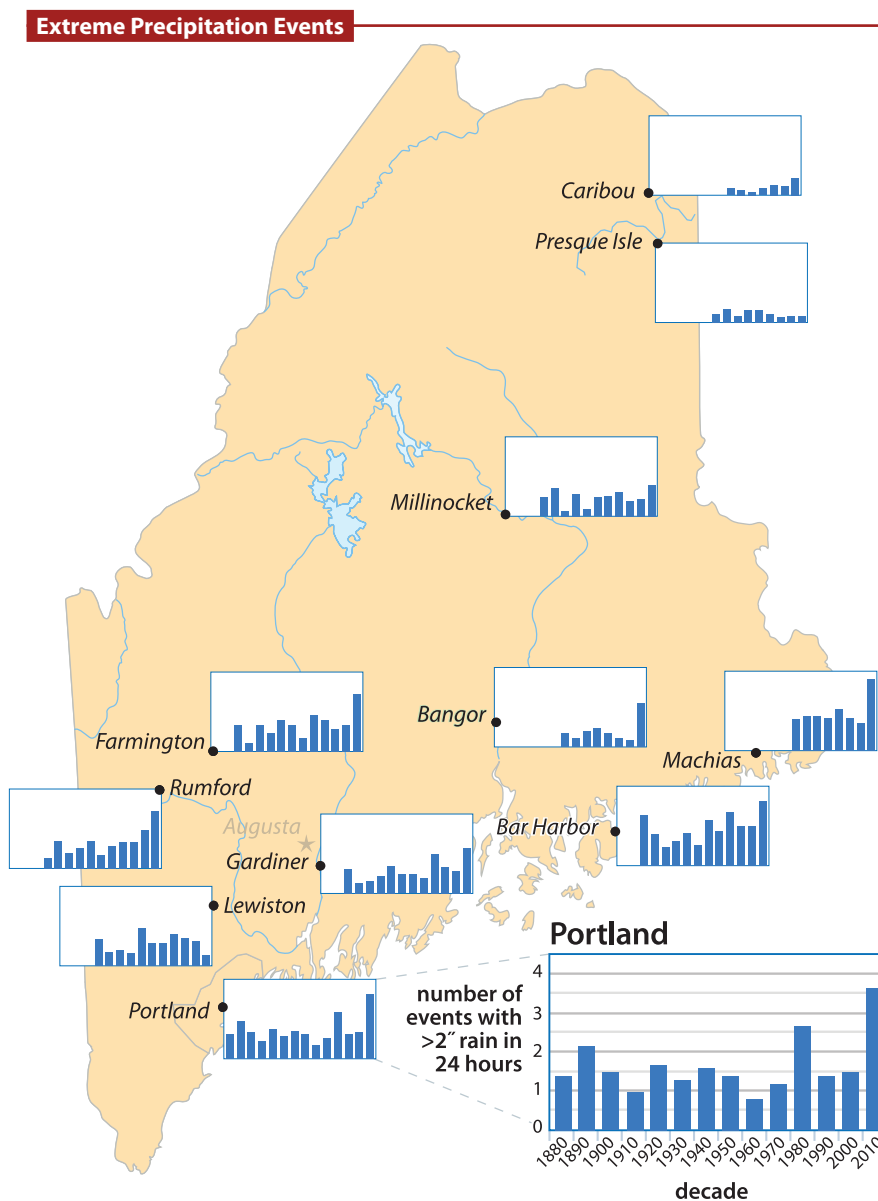 Extreme Precipitation Events
Caribou
Presque Isle
Millinocket
Bangor
Farmington
Machias
Rumford
Augusta
Bar Harbor
Gardiner
Lewiston
Portland
Portland
number of
events with
>2″ rain in
24 hours
4
3
2
1
0
1880
1890
1900
1910
1920
1930
1940
1950
1960
1970
1980
1990
2000
2010
decade